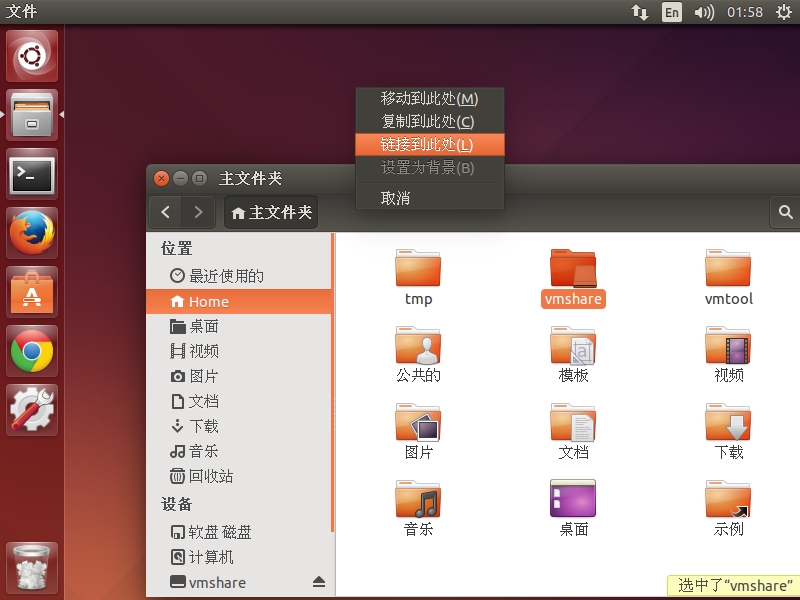 文件
En
01:58
移动到此处(M)
复制到此处(C)
链接到此处(L)
设置为背景(B)
取消
主文件夹
主文件夹
位置
最近使用的
Home
桌面
视频
图片
文档
下载
音乐
回收站
设备
软盘 磁盘
计算机
vmshare
tmp
vmshare
vmtool
公共的
模板
视频
图片
文档
下载
音乐
桌面
示例
选中了“vmshare”